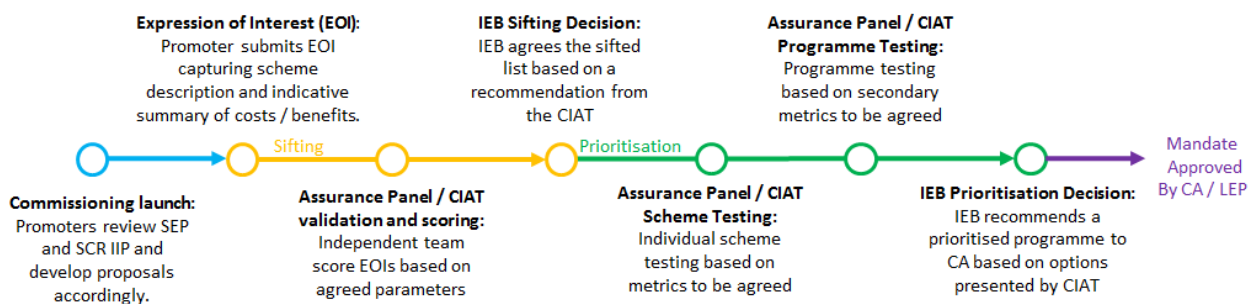 Expression of Interest (EOI):
Promoter submits EOI
capturing scheme
description and indicative
summary of costs / benefits.
IEB Sifting Decision:
IEB agrees the sifted
list based on a
recommendation from
the CIAT
Assurance Panel / CIAT
Programme Testing:
Programme testing
based on secondary
metrics to be agreed
Sifting
Prioritisation
Mandate
Approved
By CA / LEP
Commissioning launch:
Promoters review SEP
and SCR IIP and
develop proposals
accordingly.
Assurance Panel / CIAT
validation and scoring:
Independent team
score EOIs based on
agreed parameters
Assurance Panel / CIAT
Scheme Testing:
Individual scheme
testing based on
metrics to be agreed
IEB Prioritisation Decision:
IEB recommends a
prioritised programme to
CA based on options
presented by CIAT